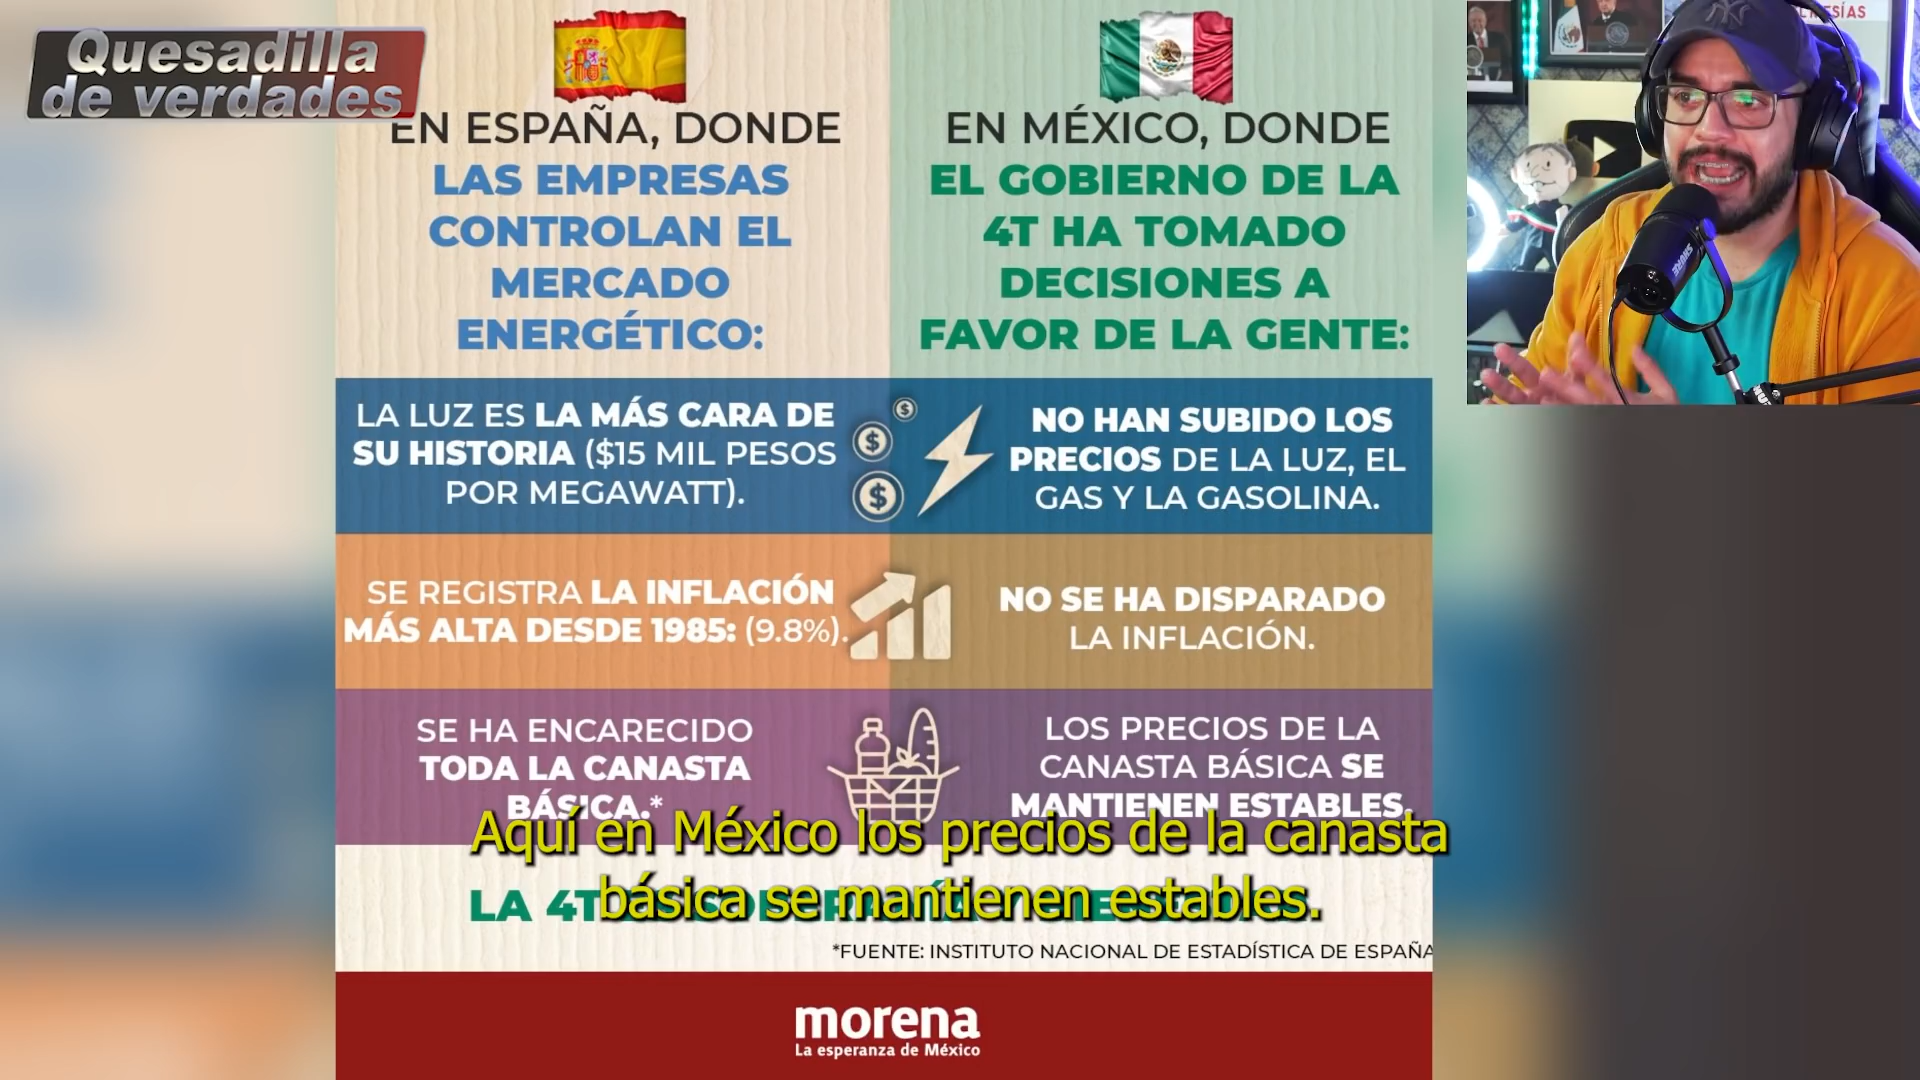 Quesadilla
de verdades
EN ESPAÑA, DONDE
LAS EMPRESAS
CONTROLAN EL
MERCADO
ENERGÉTICO:
EN MÉXICO, DONDE
EL GOBIERNO DE LA
4T HA TOMADO
DECISIONES A
FAVOR DE LA GENTE:
LA LUZ ES LA MÁS CARA DE
SU HISTORIA ($15 MIL PESOS
POR MEGAWATT).
NO HAN SUBIDO LOS
PRECIOS DE LA LUZ, EL
GAS Y LA GASOLINA.
SE REGISTRA LA INFLACIÓN
MÁS ALTA DESDE 1985: (9.8%).
NO SE HA DISPARADO
LA INFLACIÓN.
SE HA ENCARECIDO
TODA LA CANASTA
BÁSICA.*
LOS PRECIOS DE LA
CANASTA BÁSICA SE
MANTIENEN ESTABLES.
Aquí en México los precios de la canasta
básica se mantienen estables.
LA 4T
*FUENTE: INSTITUTO NACIONAL DE ESTADÍSTICA DE ESPAÑA
morena
La esperanza de México
SHURE